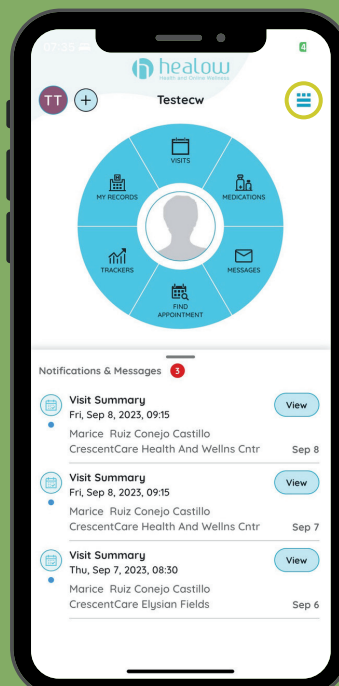 07:36
4
healow
Health and Online Wellness
TT
+
Testecw
VISITS
MY RECORDS
MEDICATIONS
TRACKERS
MESSAGES
FIND
APPOINTMENT
Notifications & Messages 3
Visit Summary
View
Fri, Sep 8, 2023, 09:15
Marice Ruiz Conejo Castillo
CrescentCare Health And Wellns Cntr Sep 8
Visit Summary
View
Fri, Sep 8, 2023, 09:15
Marice Ruiz Conejo Castillo
CrescentCare Health And Wellns Cntr Sep 7
Visit Summary
View
Thu, Sep 7, 2023, 08:30
Marice Ruiz Conejo Castillo
CrescentCare Elysian Fields Sep 6